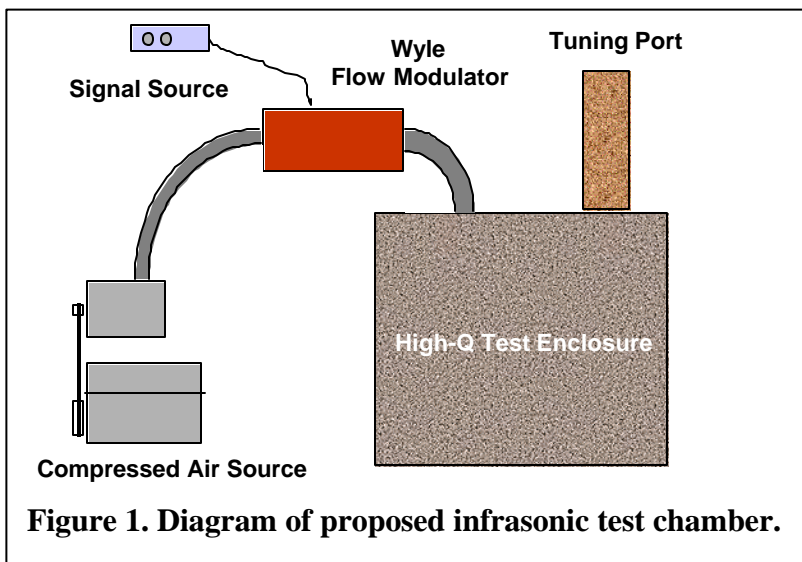 Signal Source
Wyle
Flow Modulator
Tuning Port
High-Q Test Enclosure
Compressed Air Source
Figure 1. Diagram of proposed infrasonic test chamber.